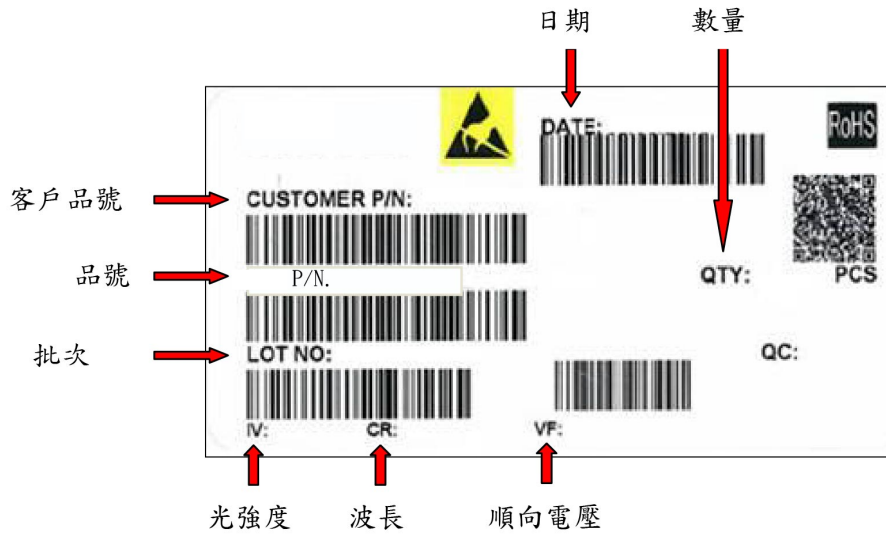 日期 數量
DATE:
RoHS
客戶品號 CUSTOMER P/N:
品號 P/N.
QTY: PCS
批次 LOT NO:
QC:
IV: CR: VF:
光強度 波長 順向電壓